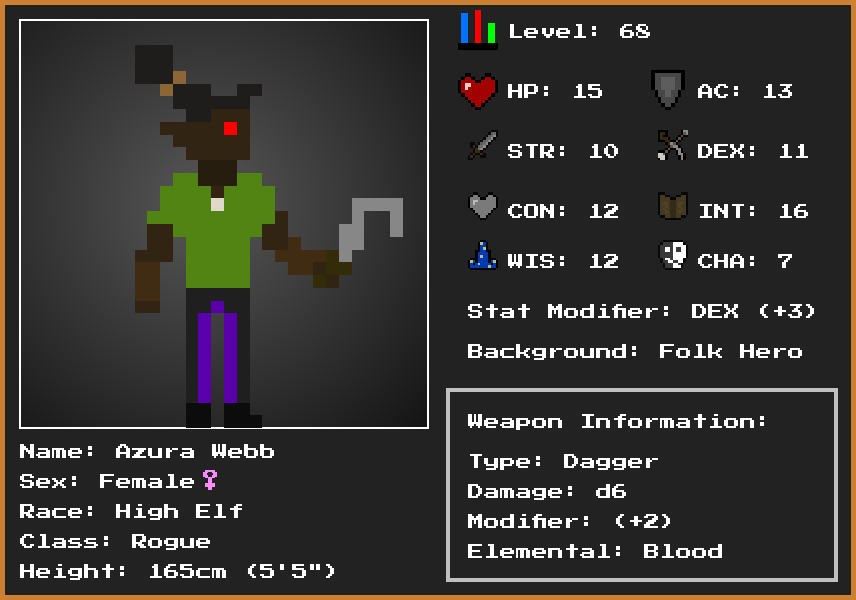 Level: 68
HP: 15
AC: 13
STR: 10
DEX: 11
CON: 12
INT: 16
WIS: 12
CHA: 7
Stat Modifier: DEX (+3)
Background: Folk Hero
Weapon Information:
Type: Dagger
Damage: d6
Modifier: (+2)
Elemental: Blood
Name: Azura Webb
Sex: Female♀
Race: High Elf
Class: Rogue
Height: 165cm (5'5")